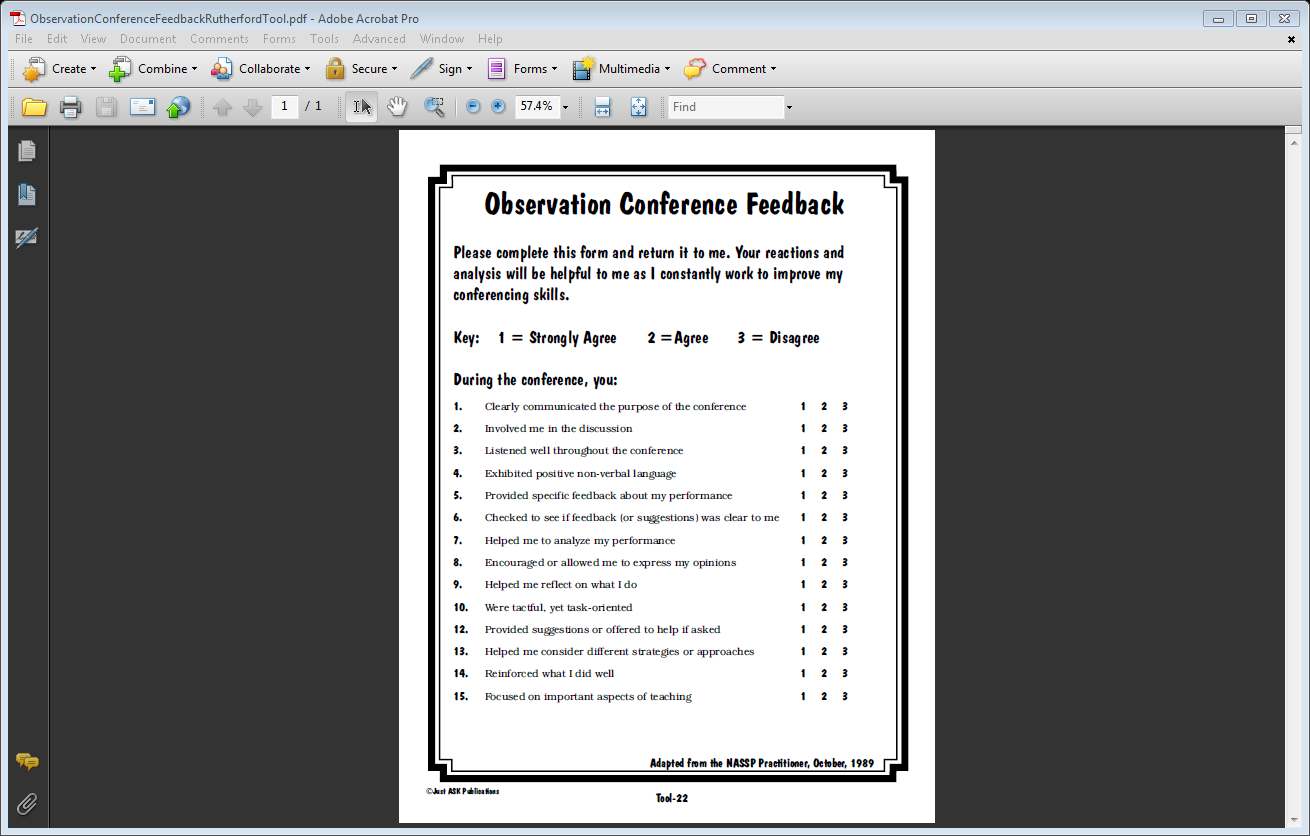 ObservationConferenceFeedbackRutherfordTool.pdf - Adobe Acrobat Pro
File Edit View Document Comments Forms Tools Advanced Window Help
Create Combine Collaborate Secure Sign Forms Multimedia Comment
1 / 1 57.4% Find
Observation Conference Feedback
Please complete this form and return it to me. Your reactions and
analysis will be helpful to me as I constantly work to improve my
conferencing skills.
Key: 1 = Strongly Agree 2 =Agree 3 = Disagree
During the conference, you:
1. Clearly communicated the purpose of the conference 1 2 3
2. Involved me in the discussion 1 2 3
3. Listened well throughout the conference 1 2 3
4. Exhibited positive non-verbal language 1 2 3
5. Provided specific feedback about my performance 1 2 3
6. Checked to see if feedback (or suggestions) was clear to me 1 2 3
7. Helped me to analyze my performance 1 2 3
8. Encouraged or allowed me to express my opinions 1 2 3
9. Helped me reflect on what I do 1 2 3
10. Were tactful, yet task-oriented 1 2 3
12. Provided suggestions or offered to help if asked 1 2 3
13. Helped me consider different strategies or approaches 1 2 3
14. Reinforced what I did well 1 2 3
15. Focused on important aspects of teaching 1 2 3
Adapted from the NASSP Practitioner, October, 1989
©Just ASK Publications
Tool-22